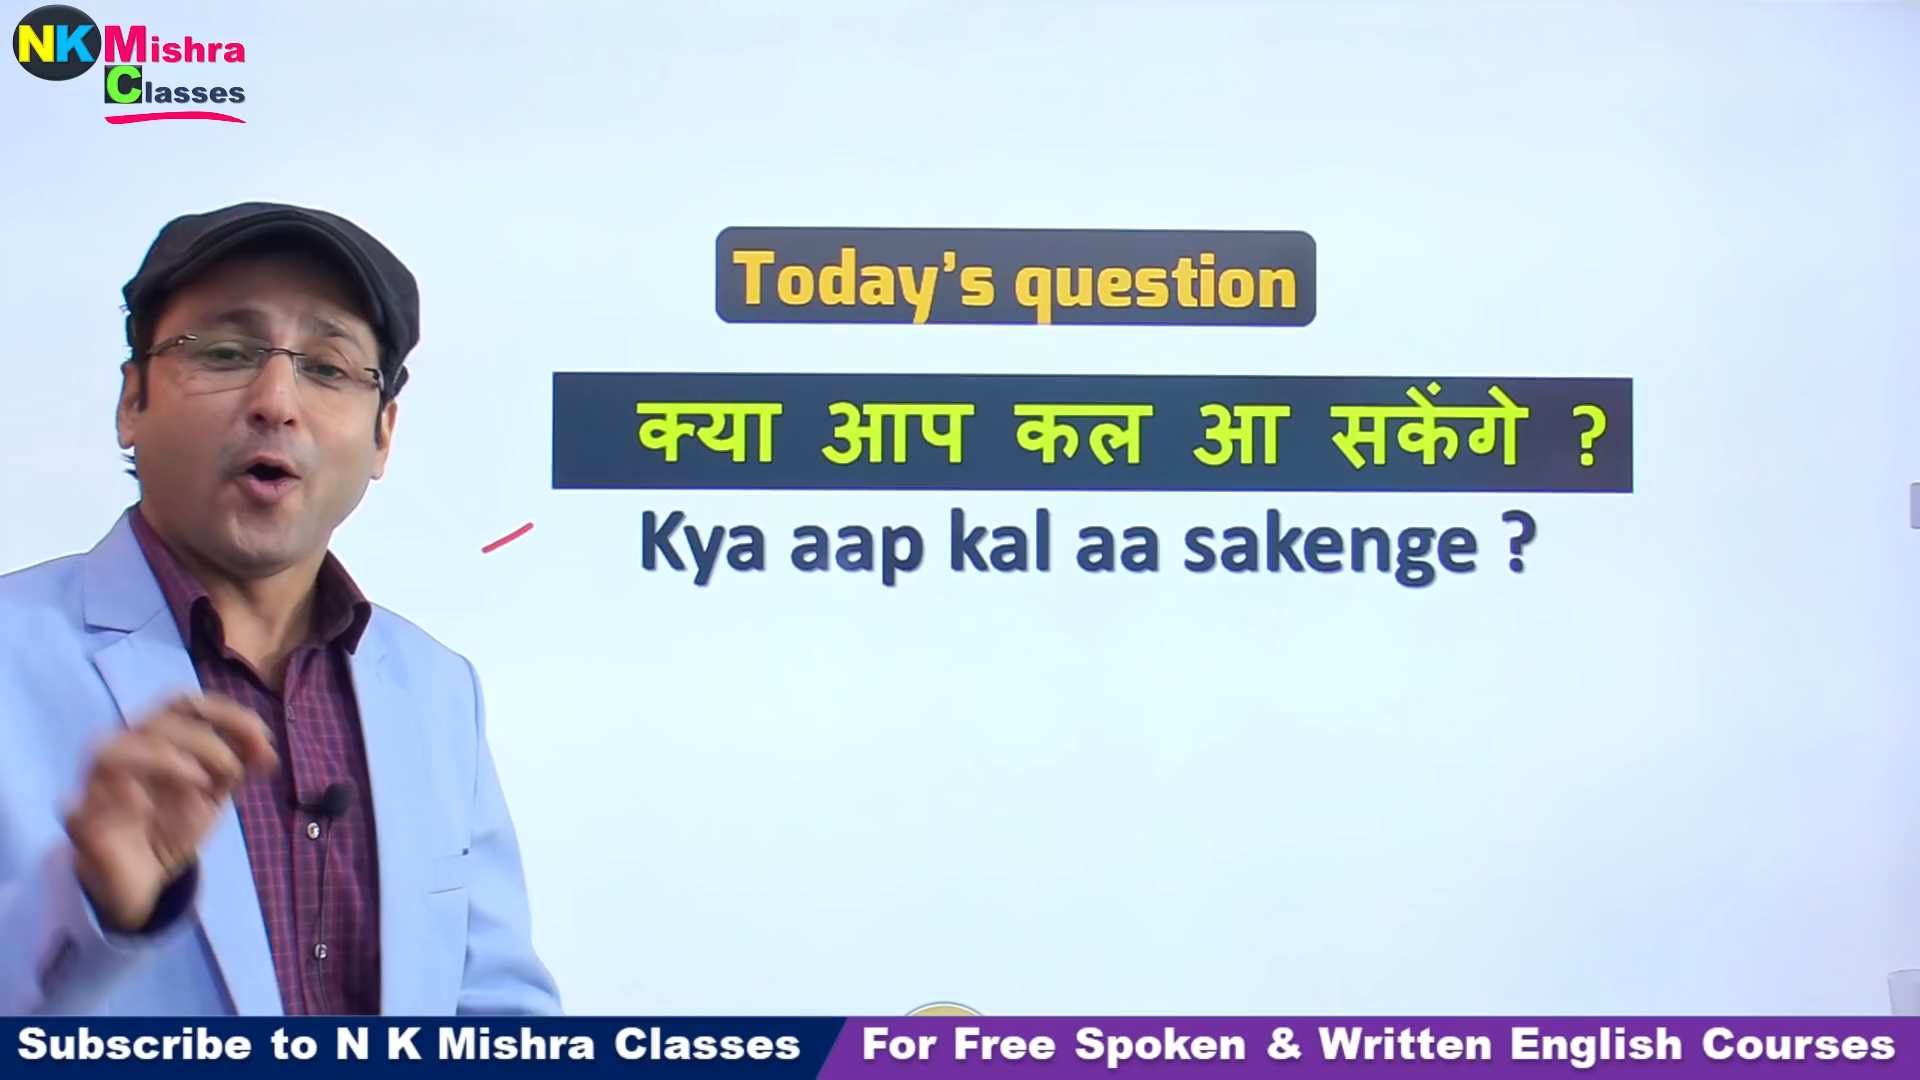 NK Mishra
Classes
Today's question
क्या आप कल आ सकेंगे ?
Kya aap kal aa sakenge ?
Subscribe to N K Mishra Classes
For Free Spoken & Written English Courses